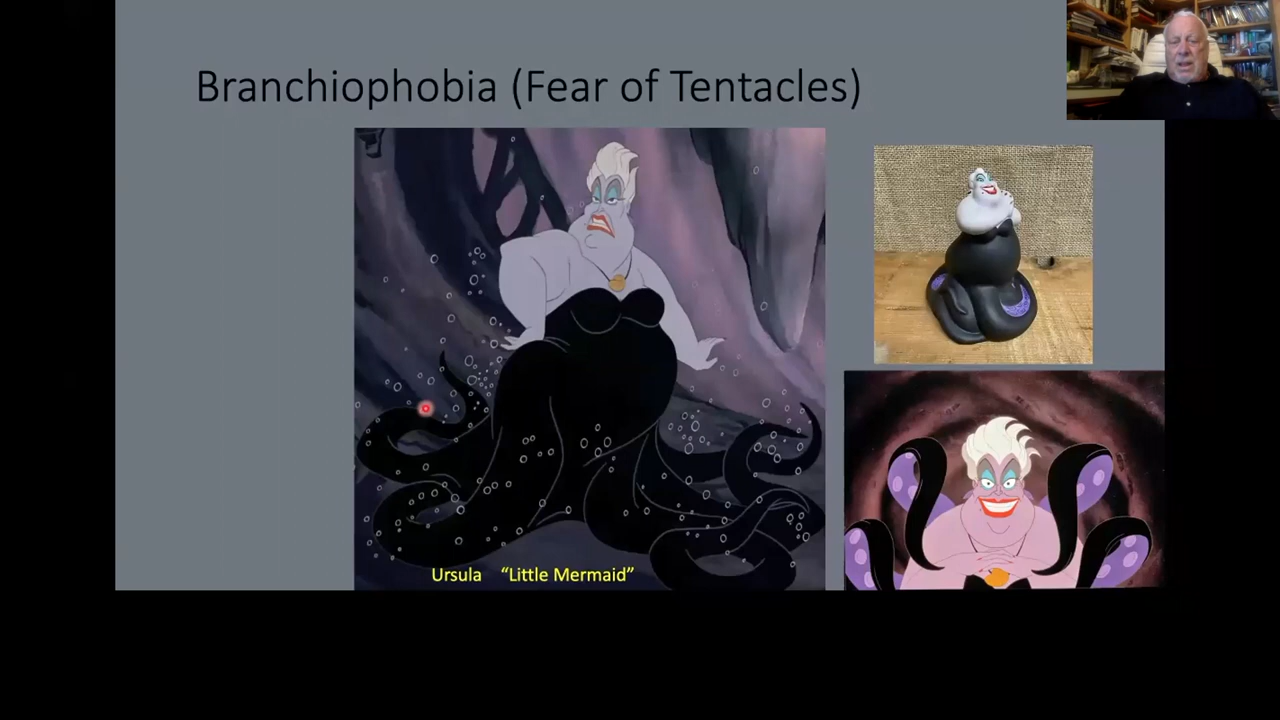 Branchiophobia (Fear of Tentacles)
Ursula “Little Mermaid”